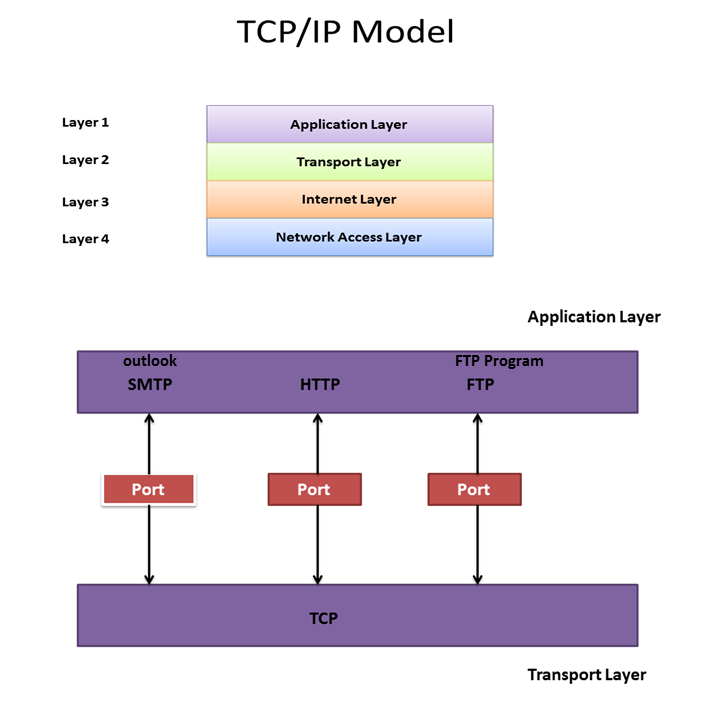 TCP/IP Model
Layer 1
Application Layer
Layer 2
Transport Layer
Layer 3
Internet Layer
Layer 4
Network Access Layer
Application Layer
outlook
FTP Program
SMTP
HTTP
FTP
Port
Port
Port
TCP
Transport Layer